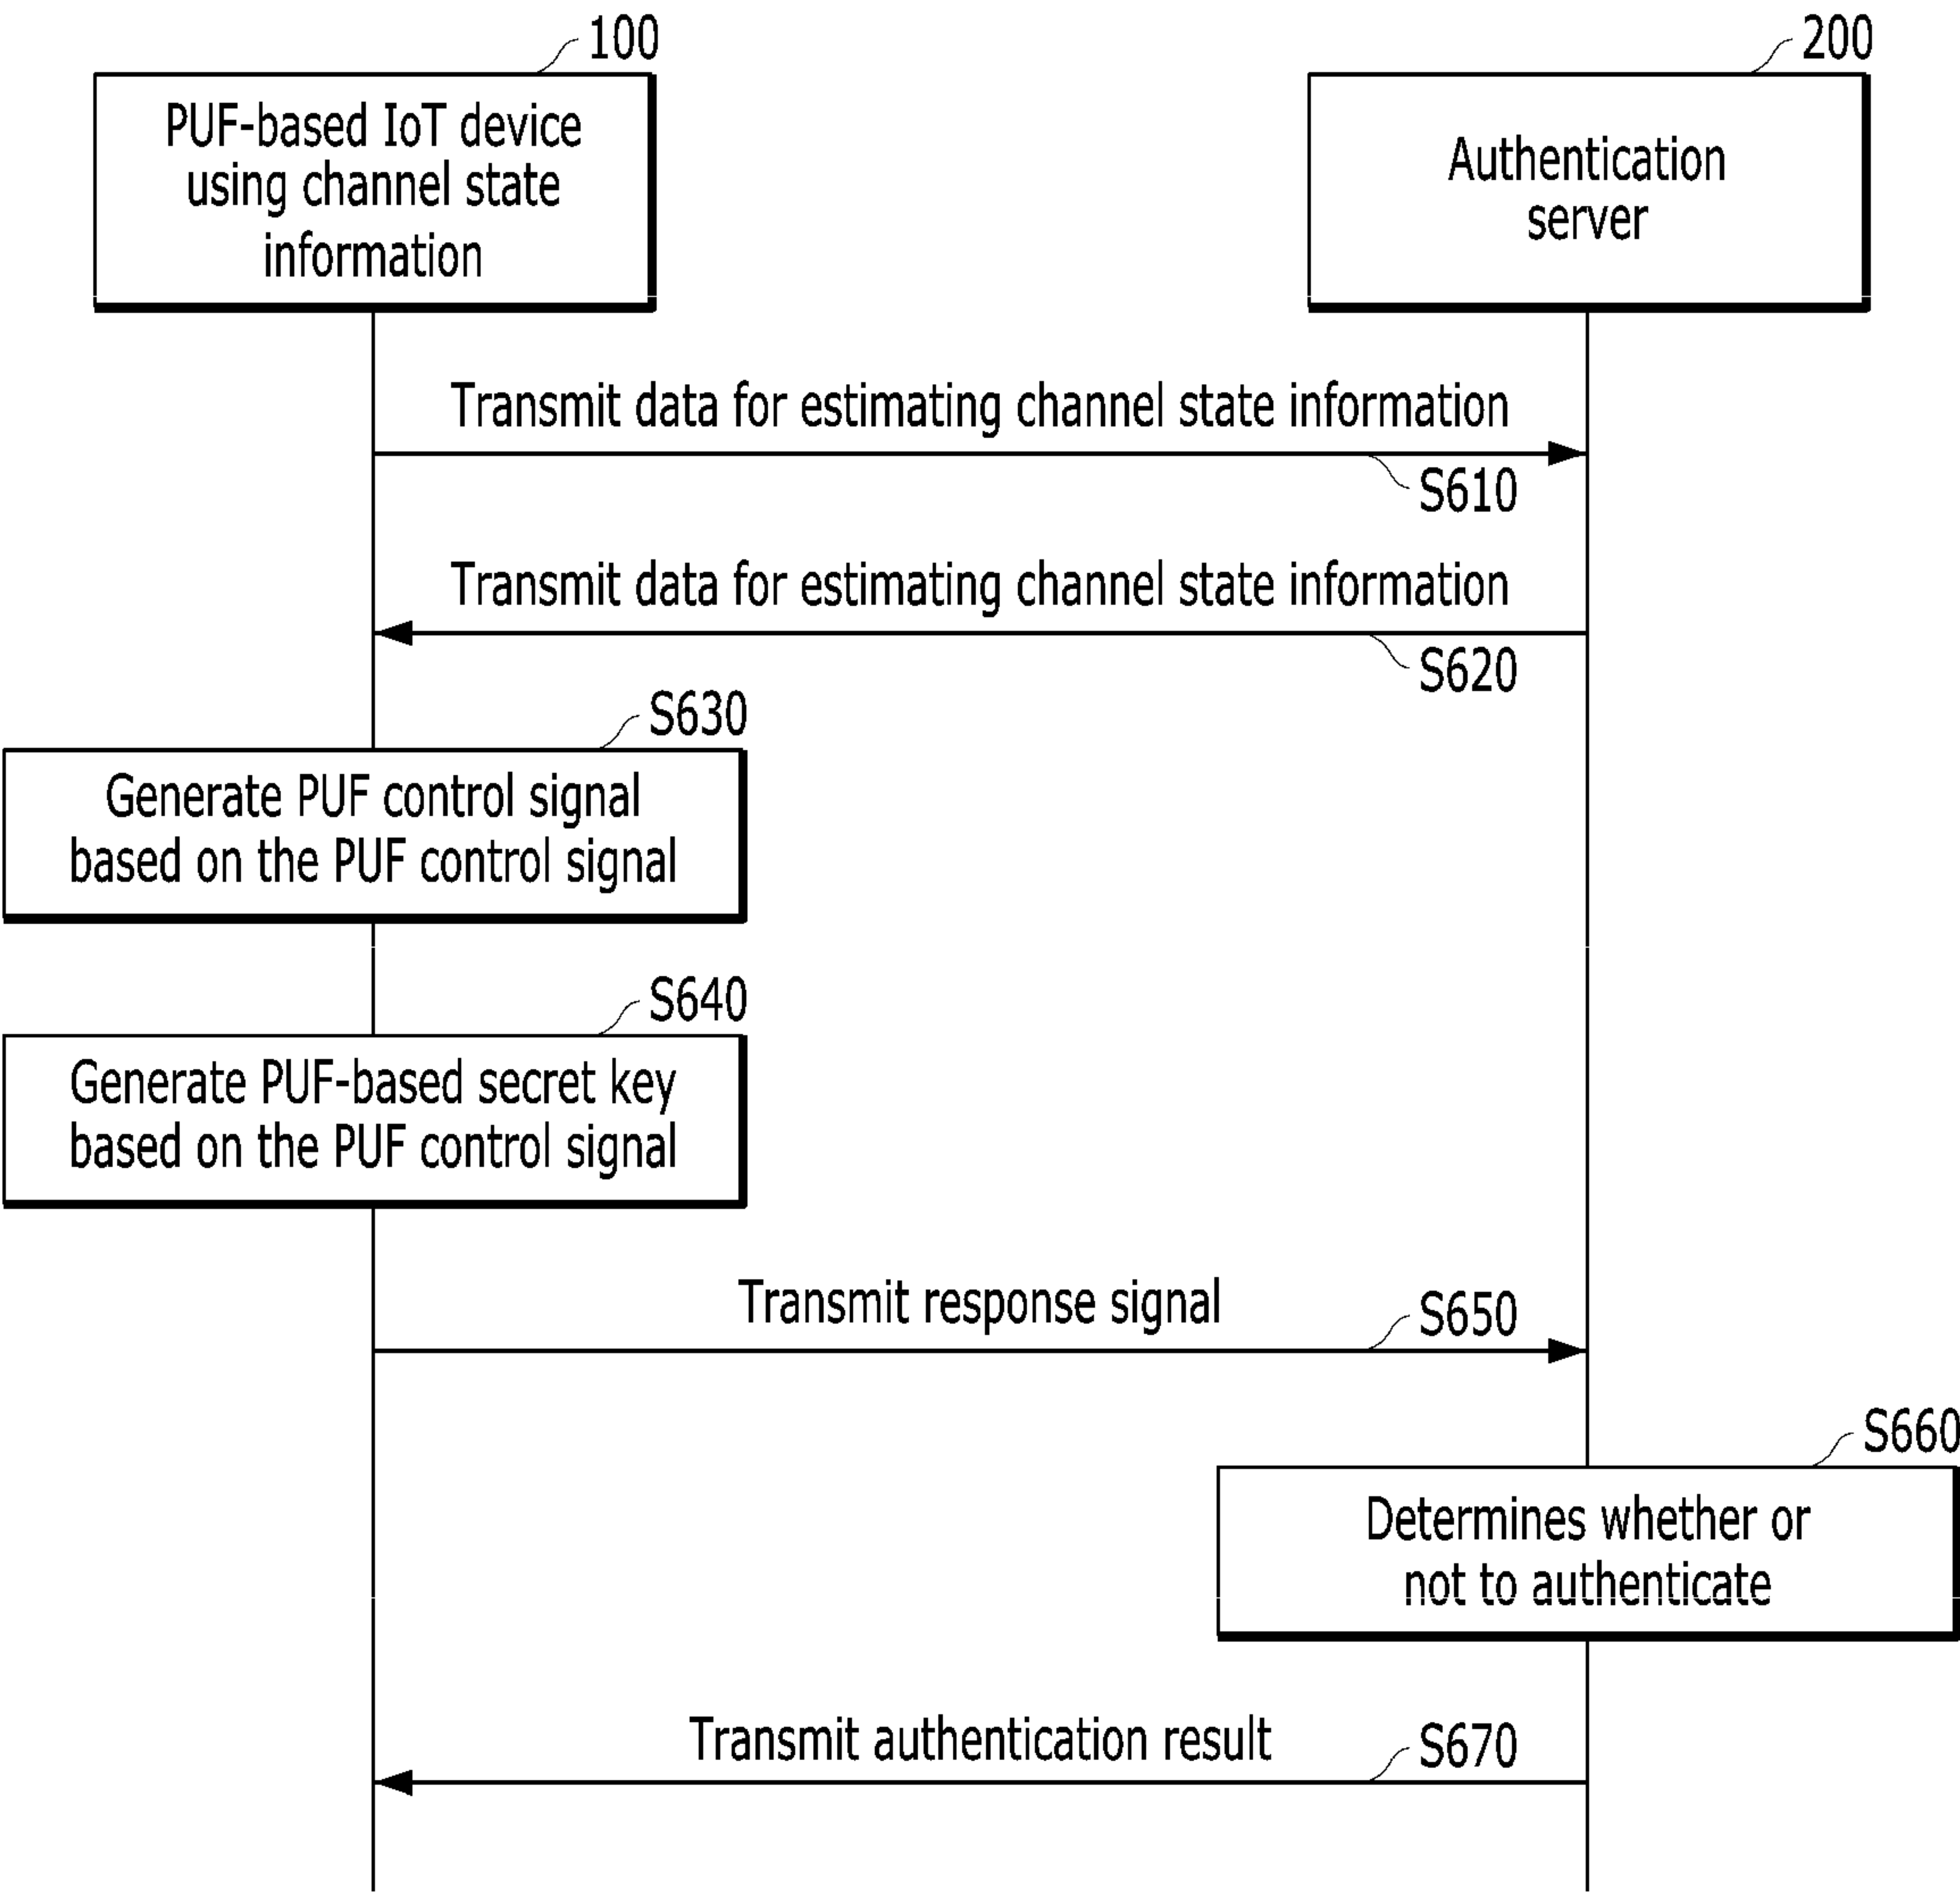 100
PUF-based IoT device
using channel state
information
200
Authentication
server
Transmit data for estimating channel state information
S610
Transmit data for estimating channel state information
S620
S630
Generate PUF control signal
based on the PUF control signal
S640
Generate PUF-based secret key
based on the PUF control signal
Transmit response signal
S650
S660
Determines whether or
not to authenticate
Transmit authentication result
S670